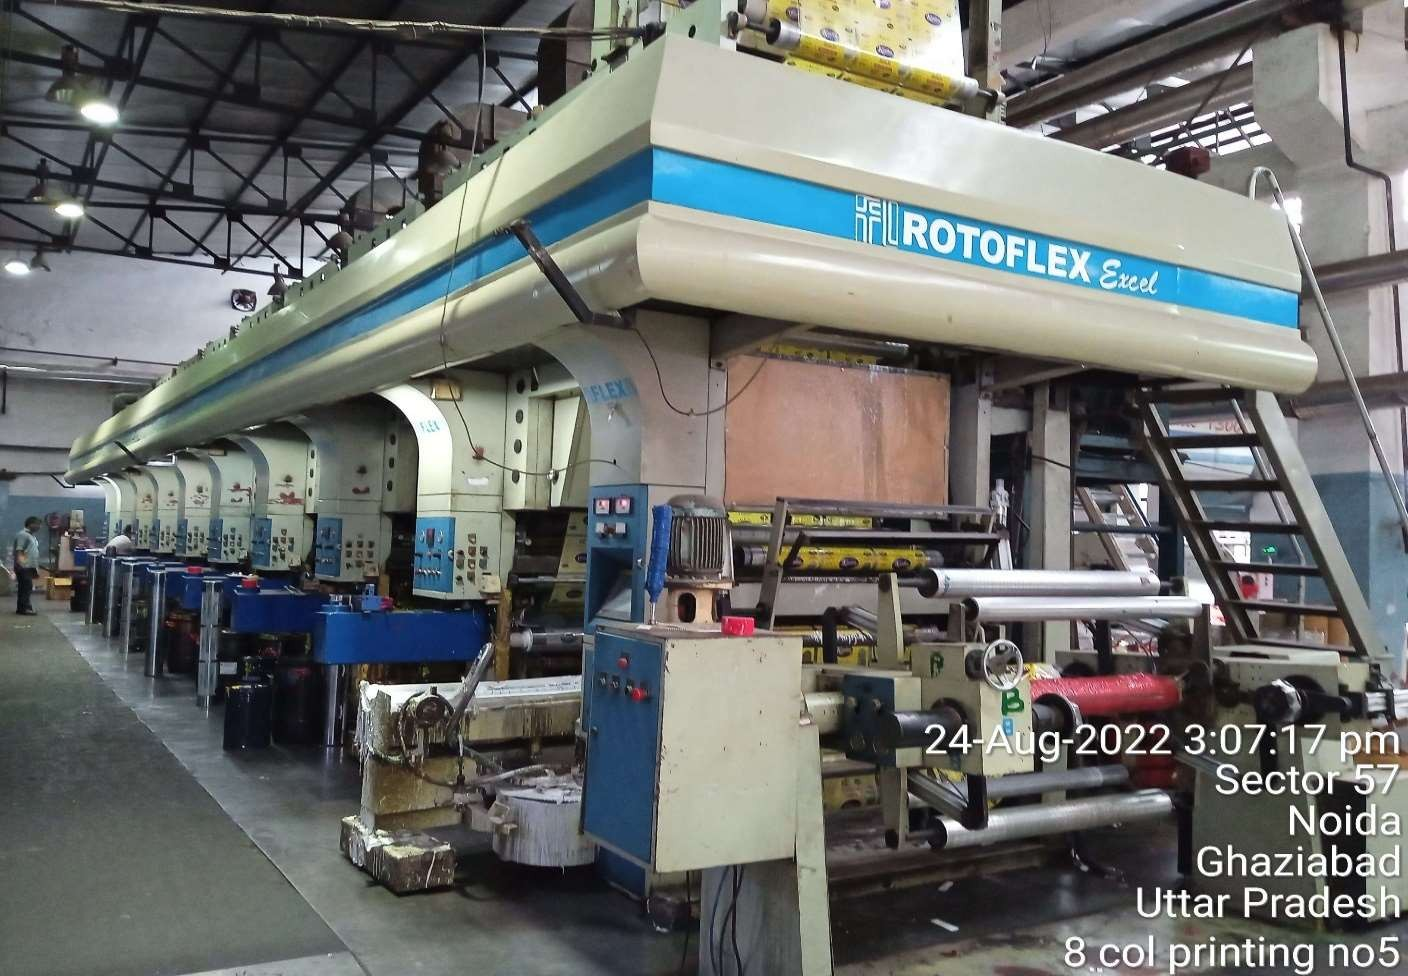 ROTOFLEX Excel
FLEX
FLEX
1300
B
24-Aug-2022 3:07:17 pm
Sector 57
Noida
Ghaziabad
Uttar Pradesh
8 col printing no5